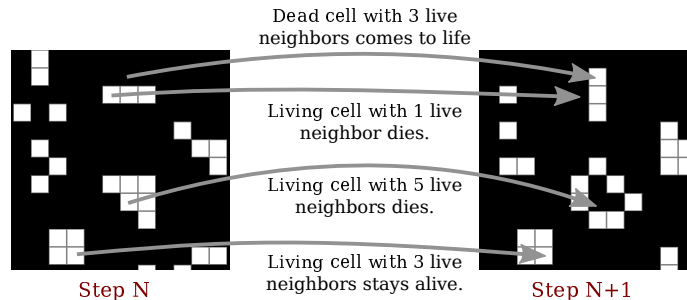 Dead cell with 3 live
neighbors comes to life
Living cell with 1 live
neighbor dies.
Living cell with 5 live
neighbors dies.
Living cell with 3 live
neighbors stays alive.
Step N
Step N+1